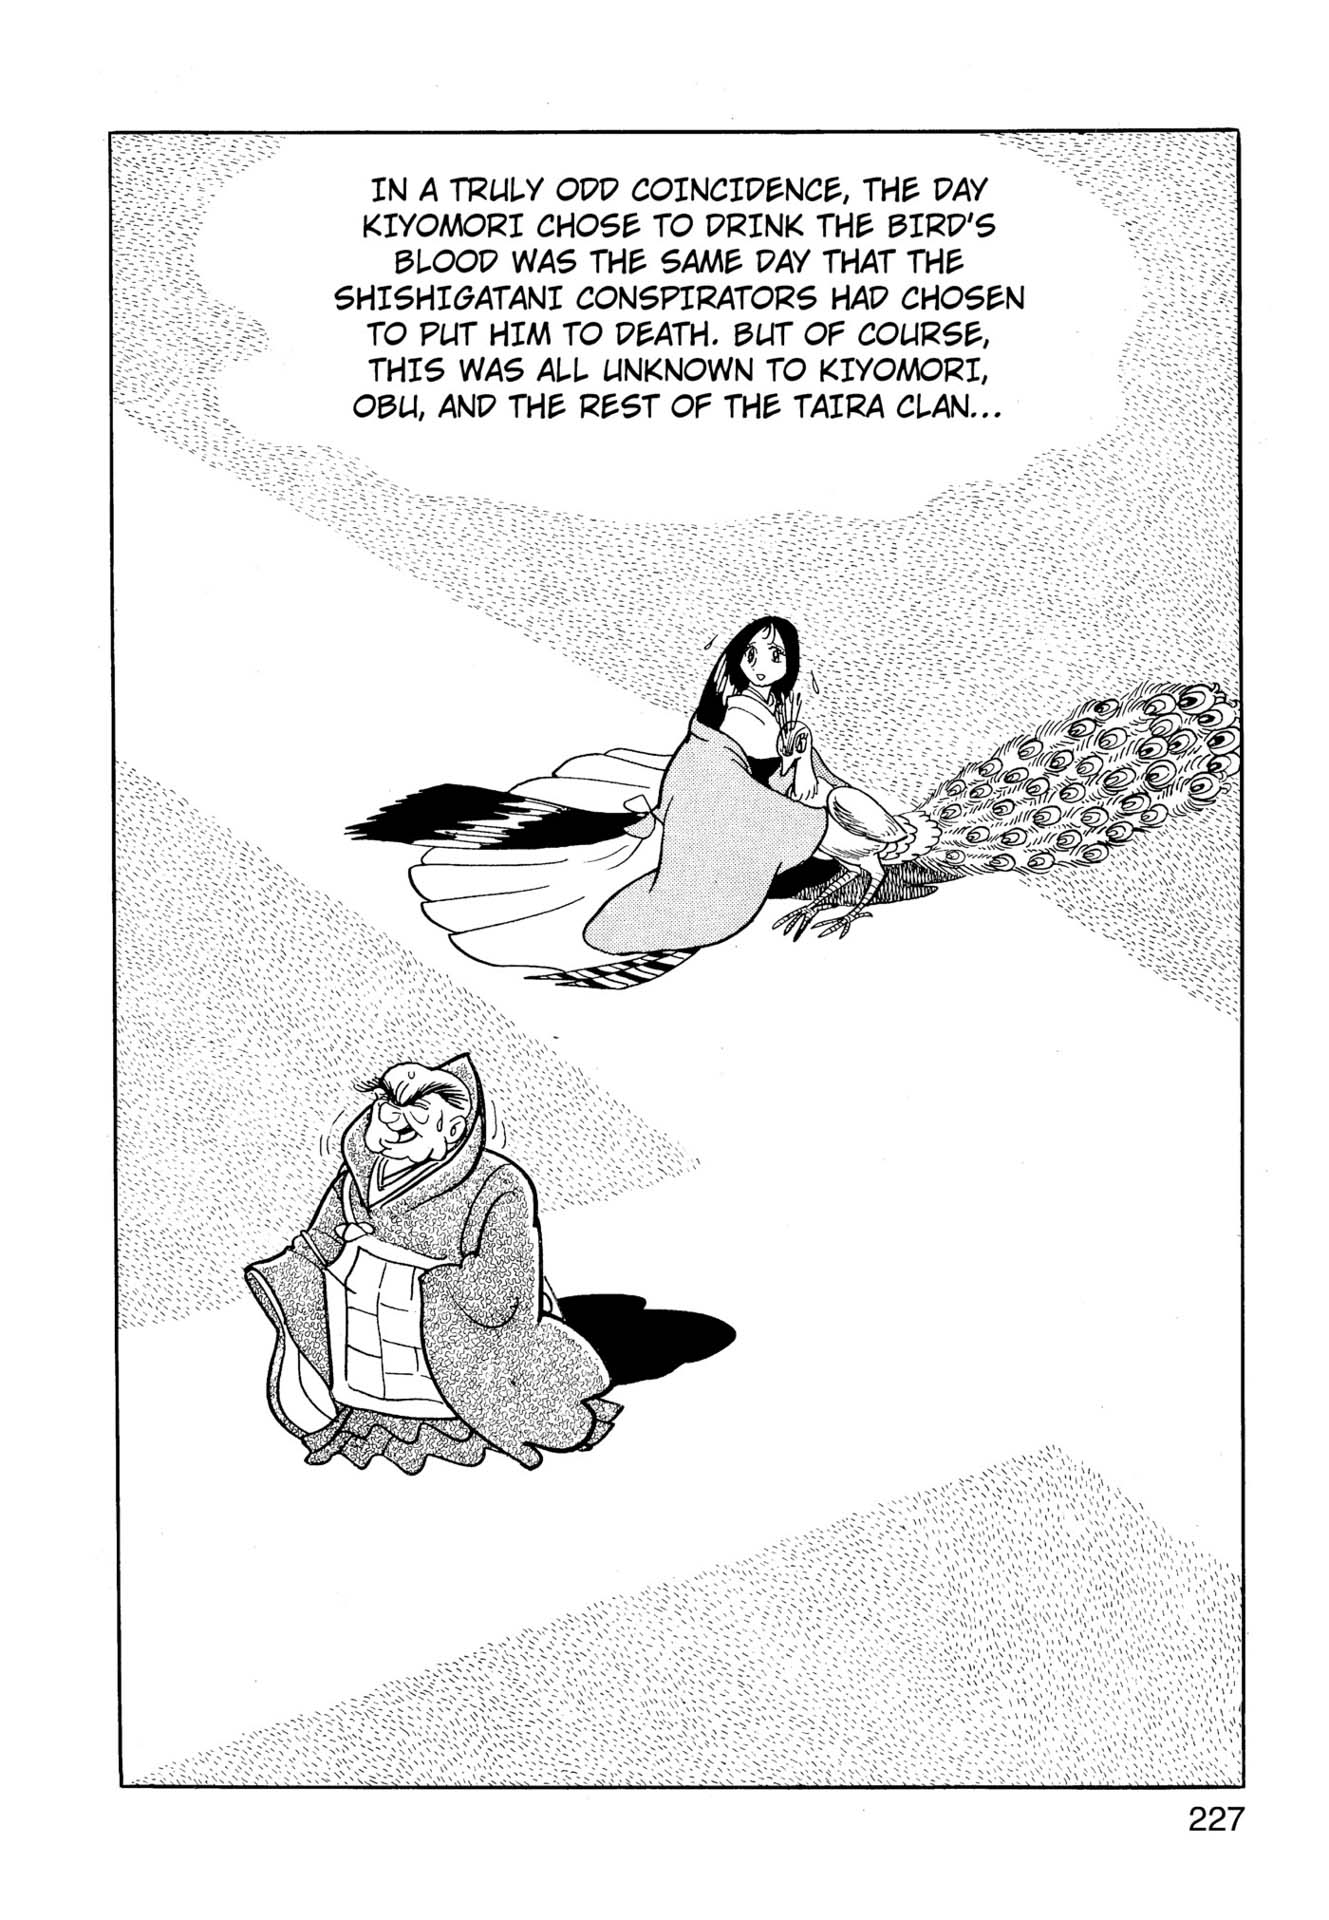 IN A TRULY ODD COINCIDENCE, THE DAY
KIYOMORI CHOSE TO DRINK THE BIRD'S
BLOOD WAS THE SAME DAY THAT THE
SHISHIGATANI CONSPIRATORS HAD CHOSEN
TO PUT HIM TO DEATH. BUT OF COURSE,
THIS WAS ALL UNKNOWN TO KIYOMORI,
OBU, AND THE REST OF THE TAIRA CLAN...
227